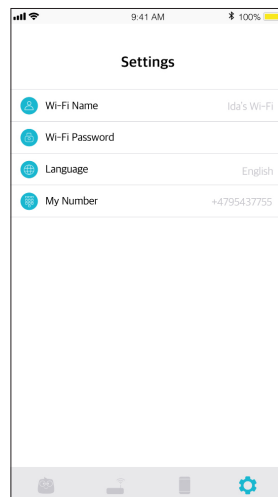 9:41 AM 100%
Settings
Wi-Fi Name Ida's Wi-Fi
Wi-Fi Password
Language English
My Number +4795437755